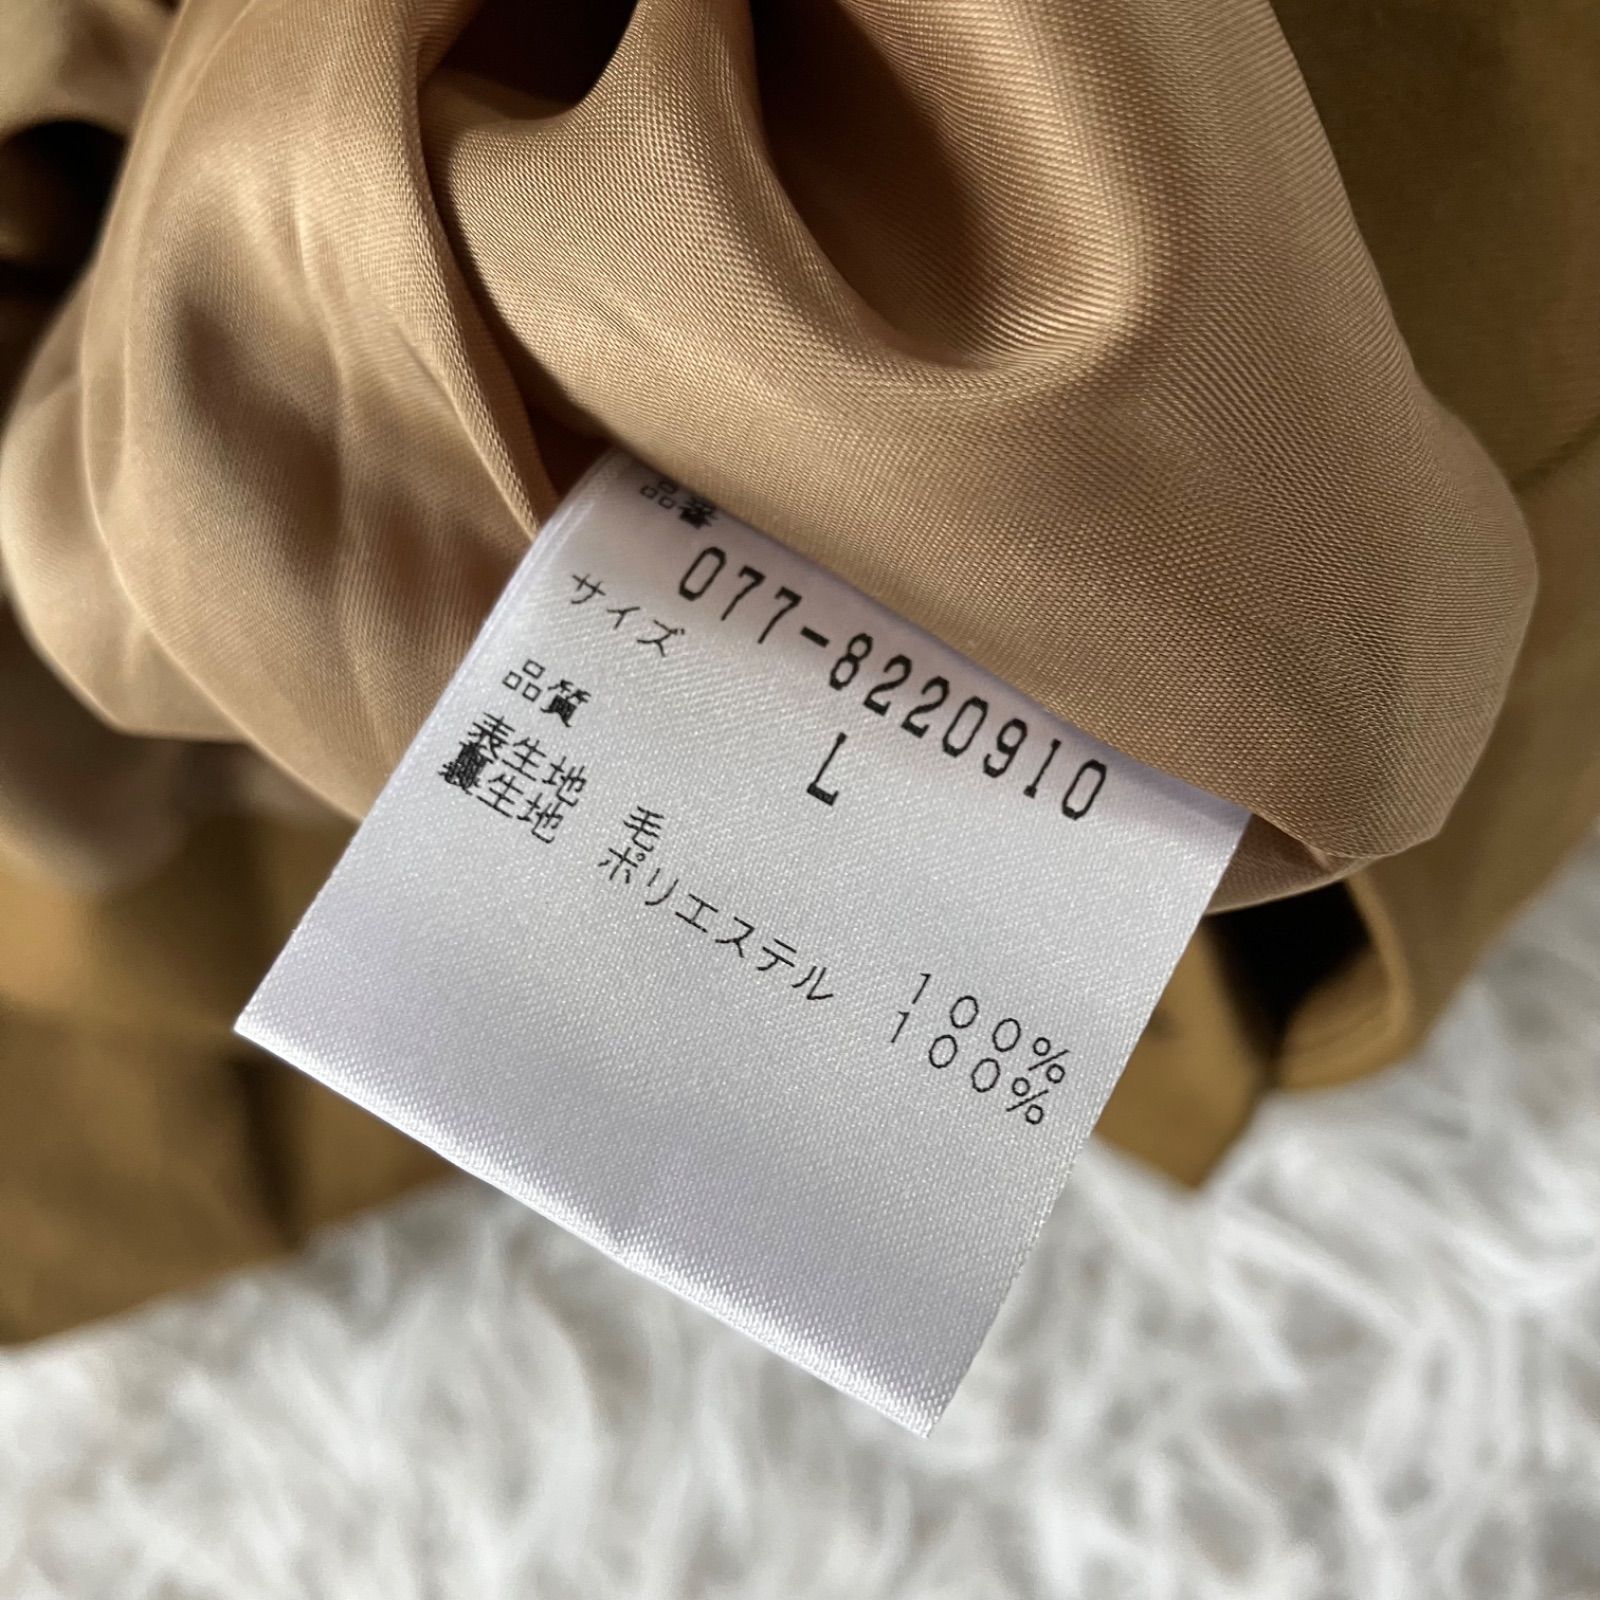 品番
077-8220910
サイズ L
品質
表生地 毛 100%
裏生地 ポリエステル 100%